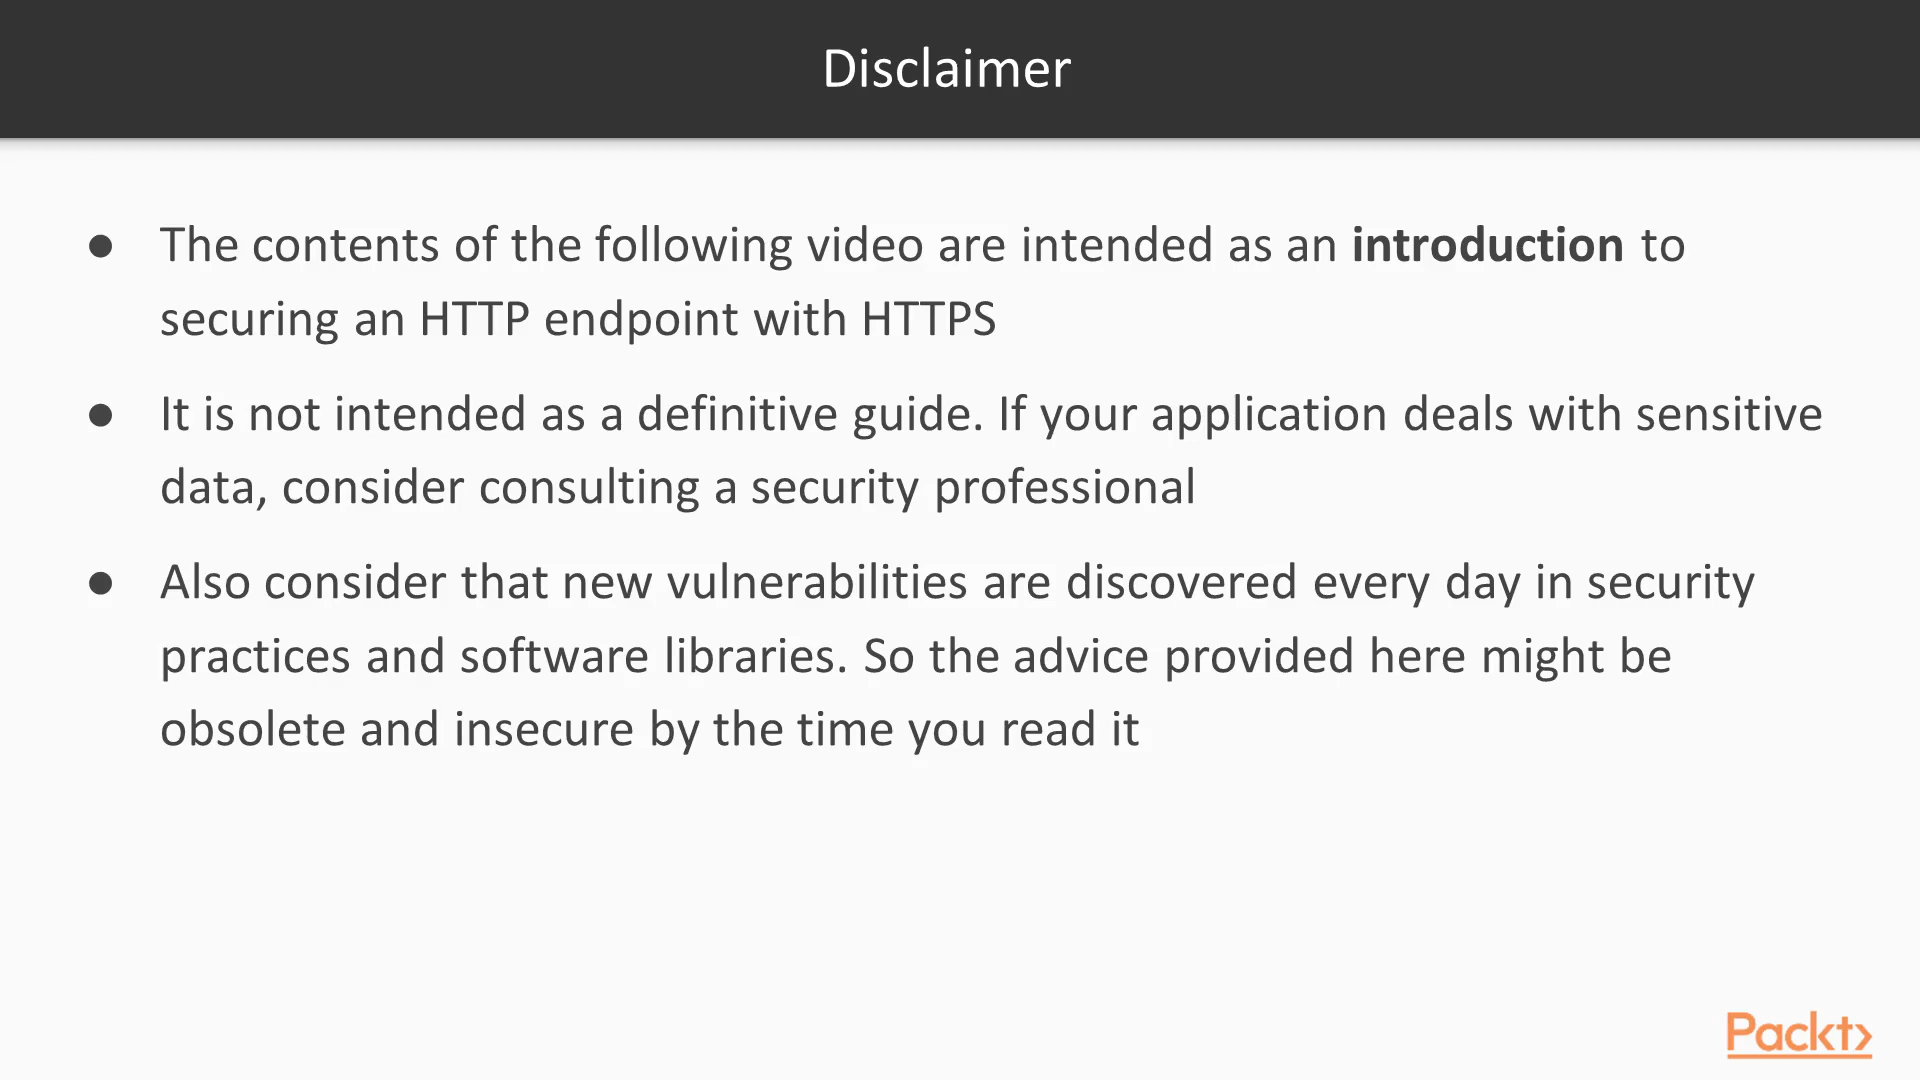 Disclaimer
● The contents of the following video are intended as an introduction to
securing an HTTP endpoint with HTTPS
● It is not intended as a definitive guide. If your application deals with sensitive
data, consider consulting a security professional
● Also consider that new vulnerabilities are discovered every day in security
practices and software libraries. So the advice provided here might be
obsolete and insecure by the time you read it
Packt>